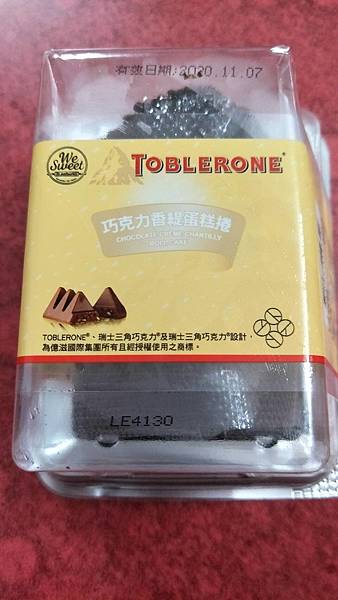 有效日期:2020.11.07
We Sweet
TOBLERONE®
巧克力香緹蛋糕捲
CHOCOLATE CREME CHANTILLY
ROLL CAKE
TOBLERONE®、瑞士三角巧克力®及瑞士三角巧克力®設計,
為億滋國際集團所有且經授權使用之商標。
LE4130